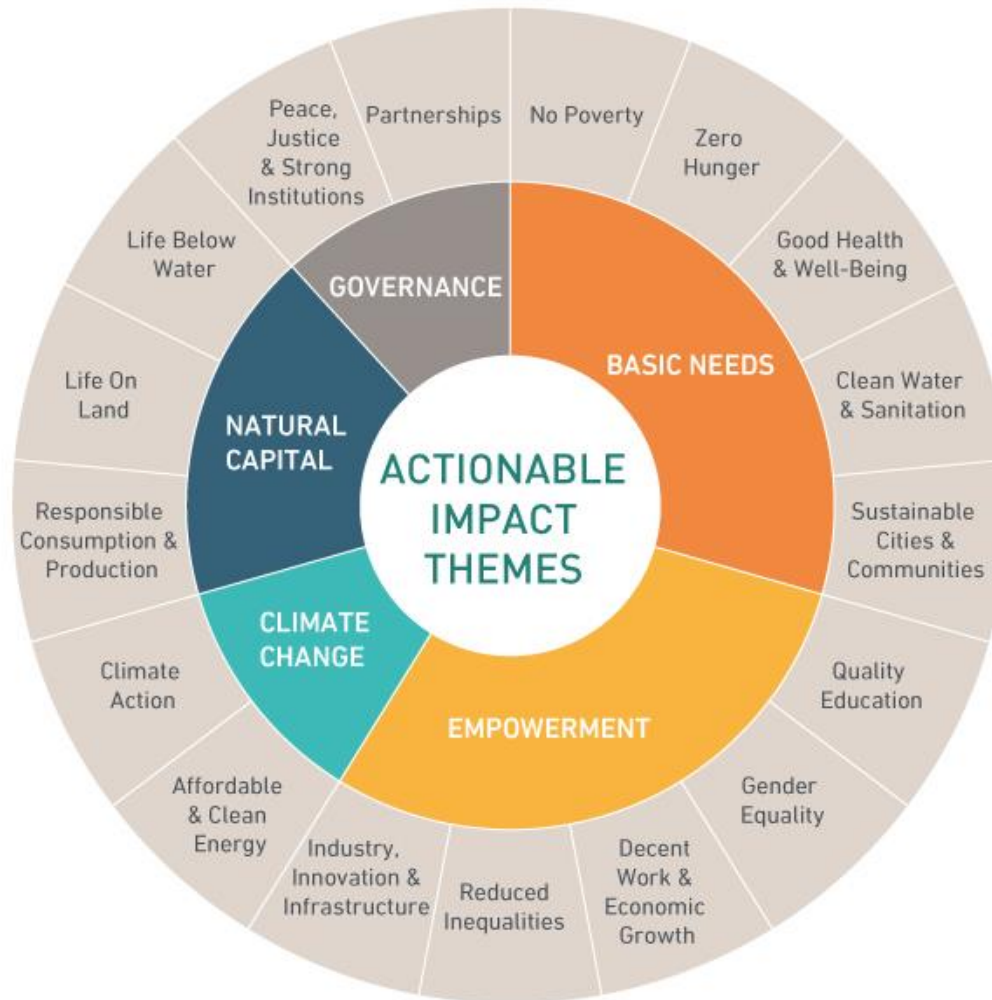 ACTIONABLE
IMPACT
THEMES
BASIC NEEDS
EMPOWERMENT
CLIMATE
CHANGE
NATURAL
CAPITAL
GOVERNANCE
No Poverty
Zero
Hunger
Good Health
& Well-Being
Clean Water
& Sanitation
Sustainable
Cities &
Communities
Quality
Education
Gender
Equality
Decent
Work &
Economic
Growth
Reduced
Inequalities
Industry,
Innovation &
Infrastructure
Affordable
& Clean
Energy
Climate
Action
Responsible
Consumption &
Production
Life On
Land
Life Below
Water
Peace,
Justice
& Strong
Institutions
Partnerships